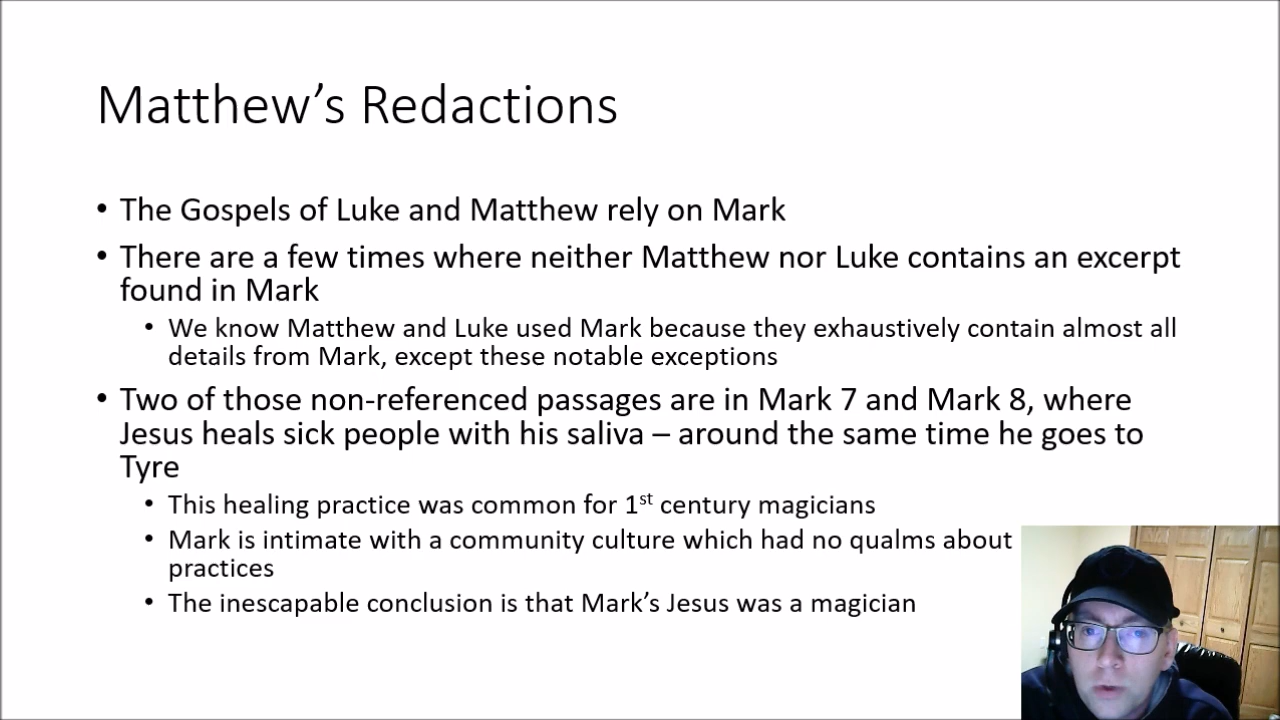 Matthew’s Redactions
• The Gospels of Luke and Matthew rely on Mark
• There are a few times where neither Matthew nor Luke contains an excerpt
found in Mark
• We know Matthew and Luke used Mark because they exhaustively contain almost all
details from Mark, except these notable exceptions
• Two of those non-referenced passages are in Mark 7 and Mark 8, where
Jesus heals sick people with his saliva – around the same time he goes to
Tyre
• This healing practice was common for 1st century magicians
• Mark is intimate with a community culture which had no qualms about
practices
• The inescapable conclusion is that Mark’s Jesus was a magician